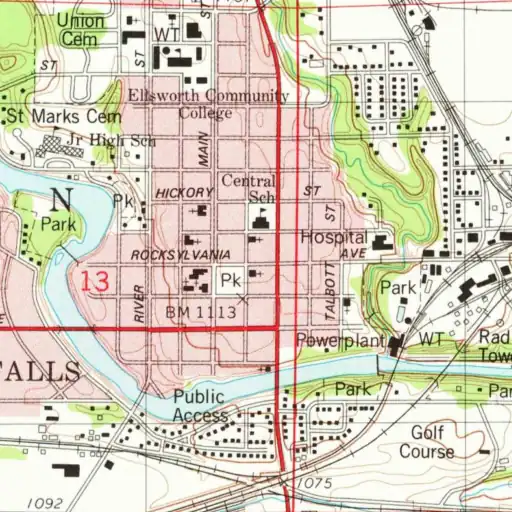 Union
Cem
WT
ST
ST
ST
Ellsworth Community
College
St Marks Cem
Jr High Sch
MAIN
N
Pk
HICKORY
Central
Sch
ST
ST
Park
Hospital
ROCKSYLVANIA
AVE
13
Pk
Park
RIVER
TALBOTT
BM 1113
Powerplant
WT
Rad
Towe
FALLS
Public
Access
Park
Par
Golf
Course
1092
1075